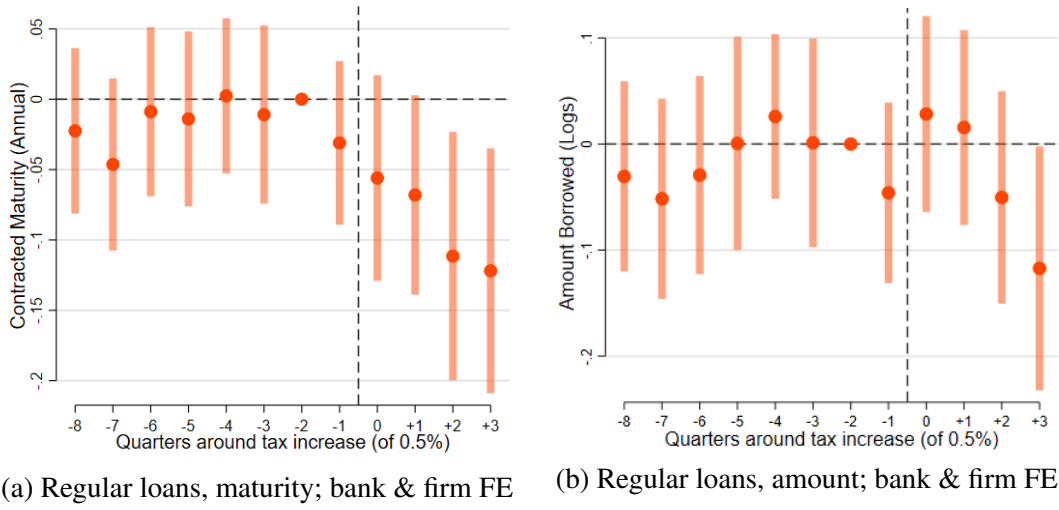 Contracted Maturity (Annual)
.05
0
-.05
-.1
-.15
-.2
-8 -7 -6 -5 -4 -3 -2 -1 0 +1 +2 +3
Quarters around tax increase (of 0.5%)
(a) Regular loans, maturity; bank & firm FE
Amount Borrowed (Logs)
.1
0
-.1
-.2
-8 -7 -6 -5 -4 -3 -2 -1 0 +1 +2 +3
Quarters around tax increase (of 0.5%)
(b) Regular loans, amount; bank & firm FE